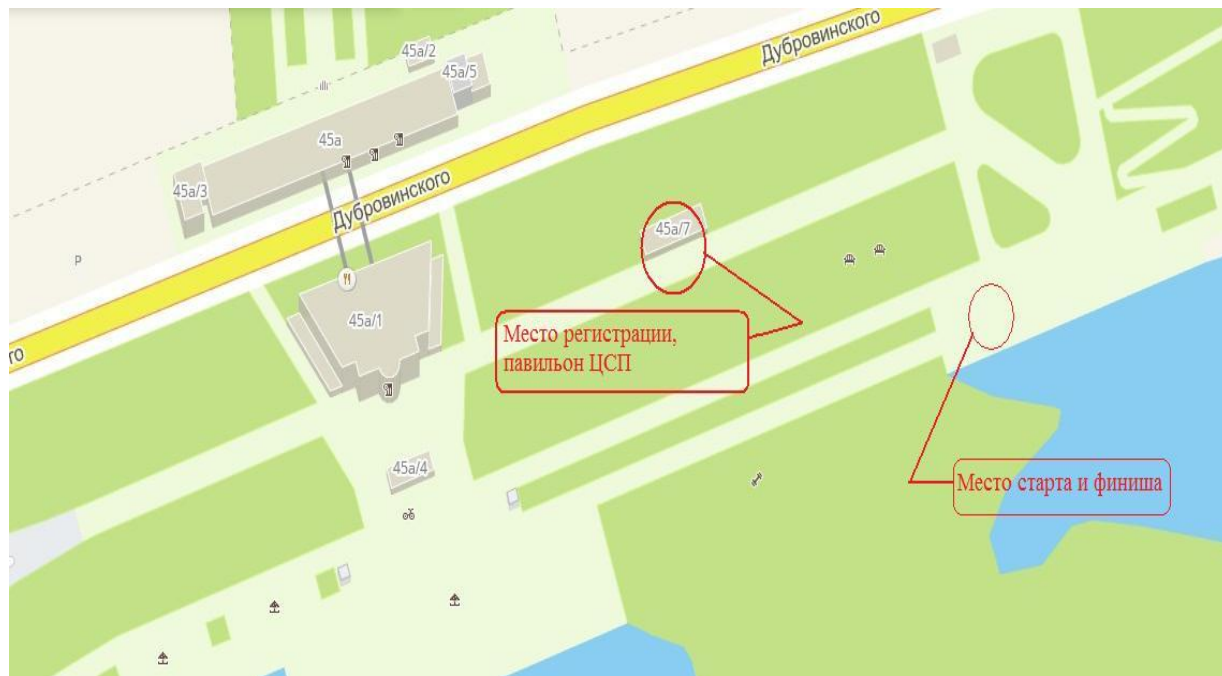 Дубровинского
45а/2
45а/5
45а
45а/3
Дубровинского
45а/7
Р
45а/1
го
Место регистрации,
павильон ЦСП
45а/4
Место старта и финиша